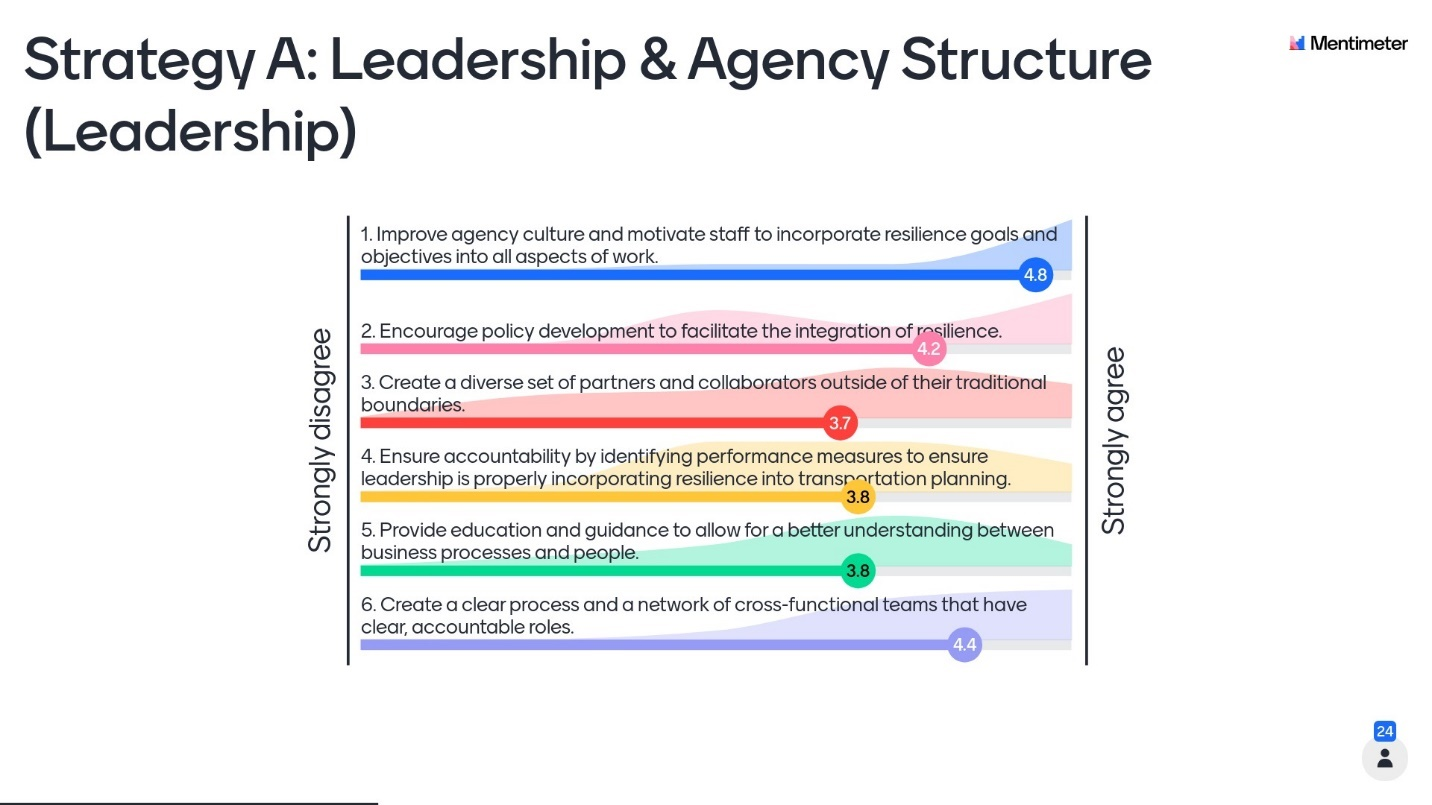 Strategy A: Leadership & Agency Structure
(Leadership)
Mentimeter
Strongly disagree
1. Improve agency culture and motivate staff to incorporate resilience goals and
objectives into all aspects of work.
4.8
2. Encourage policy development to facilitate the integration of resilience.
4.2
3. Create a diverse set of partners and collaborators outside of their traditional
boundaries.
3.7
4. Ensure accountability by identifying performance measures to ensure
leadership is properly incorporating resilience into transportation planning.
3.8
5. Provide education and guidance to allow for a better understanding between
business processes and people.
3.8
6. Create a clear process and a network of cross-functional teams that have
clear, accountable roles.
4.4
Strongly agree
24